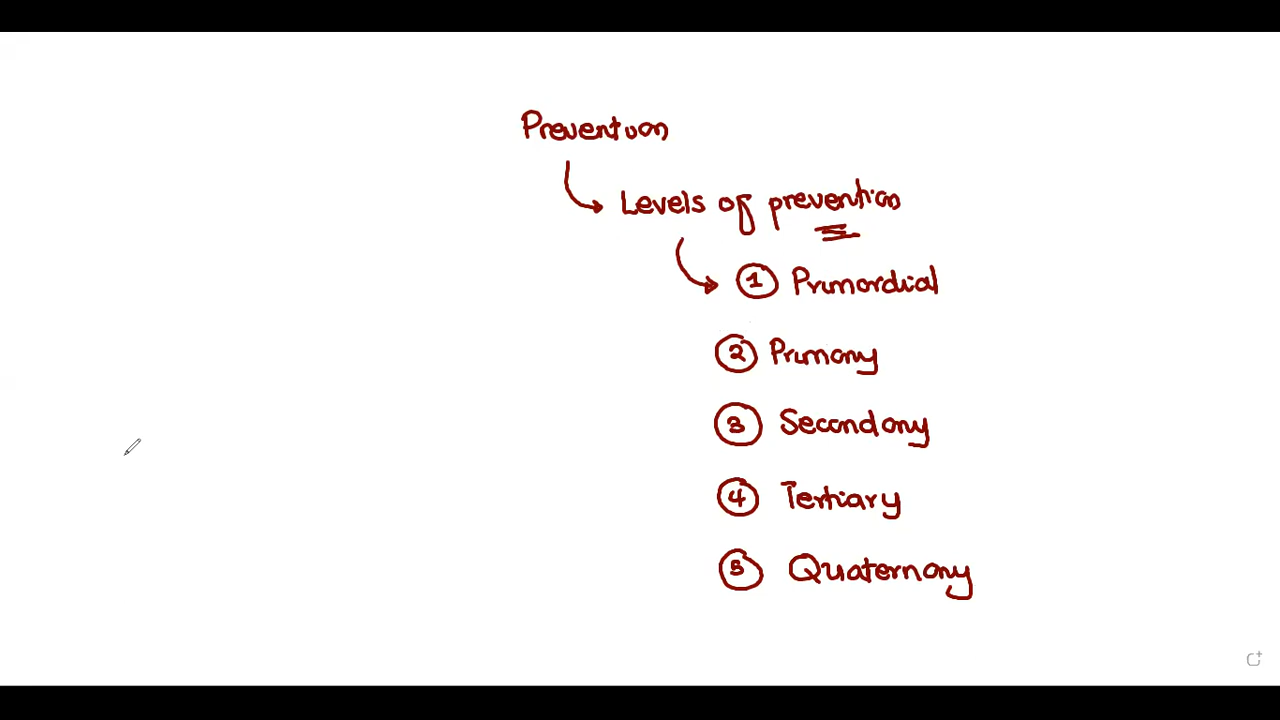 Prevention
Levels of prevention
1 Primordial
2 Primary
3 Secondary
4 Tertiary
5 Quaternary